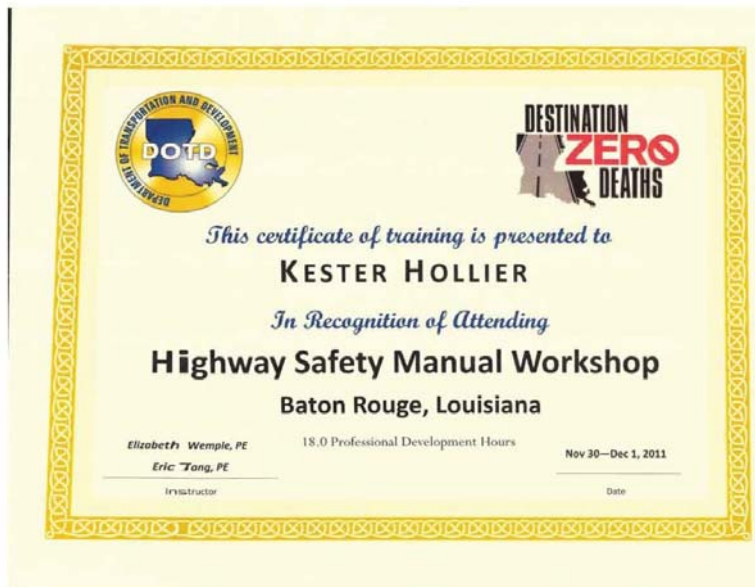 DEPARTMENT OF TRANSPORTATION AND DEVELOPMENT
DOTD
DESTINATION
ZERO
DEATHS
This certificate of training is presented to
KESTER HOLLIER
In Recognition of Attending
Highway Safety Manual Workshop
Baton Rouge, Louisiana
18.0 Professional Development Hours
Elizabeth Wemple, PE
Eric Tang, PE
Instructor
Nov 30—Dec 1, 2011
Date